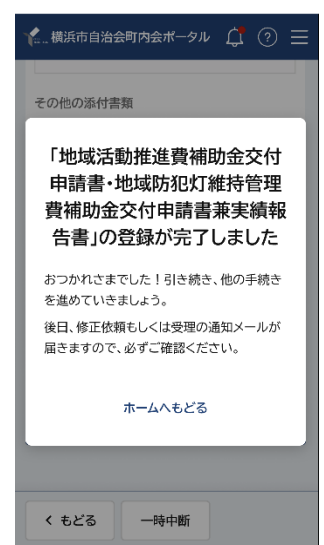 横浜市自治会町内会ポータル
?
その他の添付書類
「地域活動推進費補助金交付
申請書・地域防犯灯維持管理
費補助金交付申請書兼実績報
告書」の登録が完了しました
おつかれさまでした！引き続き、他の手続き
を進めていきましょう。
後日、修正依頼もしくは受理の通知メールが
届きますので、必ずご確認ください。
ホームへもどる
< もどる
一時中断